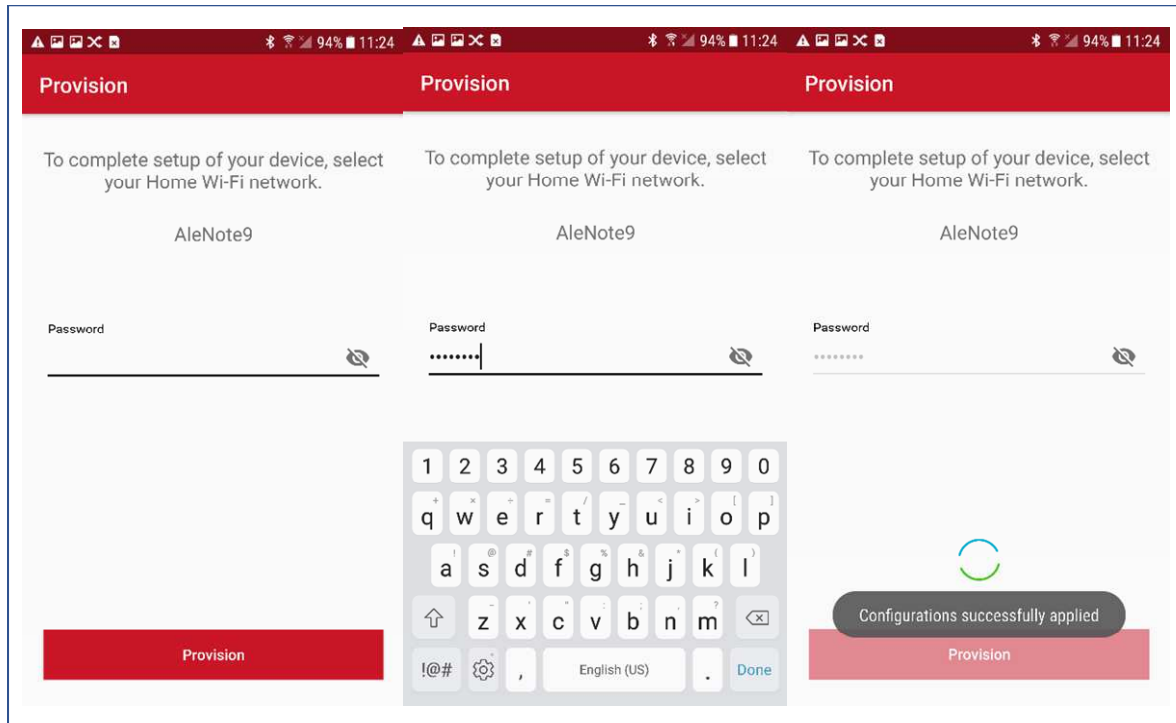 94% 11:24
Provision
To complete setup of your device, select
your Home Wi-Fi network.
AleNote9
Password
Provision
94% 11:24
Provision
To complete setup of your device, select
your Home Wi-Fi network.
AleNote9
Password
••••••••
1 2 3 4 5 6 7 8 9 0
+ × ÷ = / _ < > [ ]
q w e r t y u i o p
! @ # $ % & * ( )
a s d f g h j k l
- ' " : ; , ?
z x c v b n m
!@# , English (US) . Done
94% 11:24
Provision
To complete setup of your device, select
your Home Wi-Fi network.
AleNote9
Password
••••••••
Configurations successfully applied
Provision